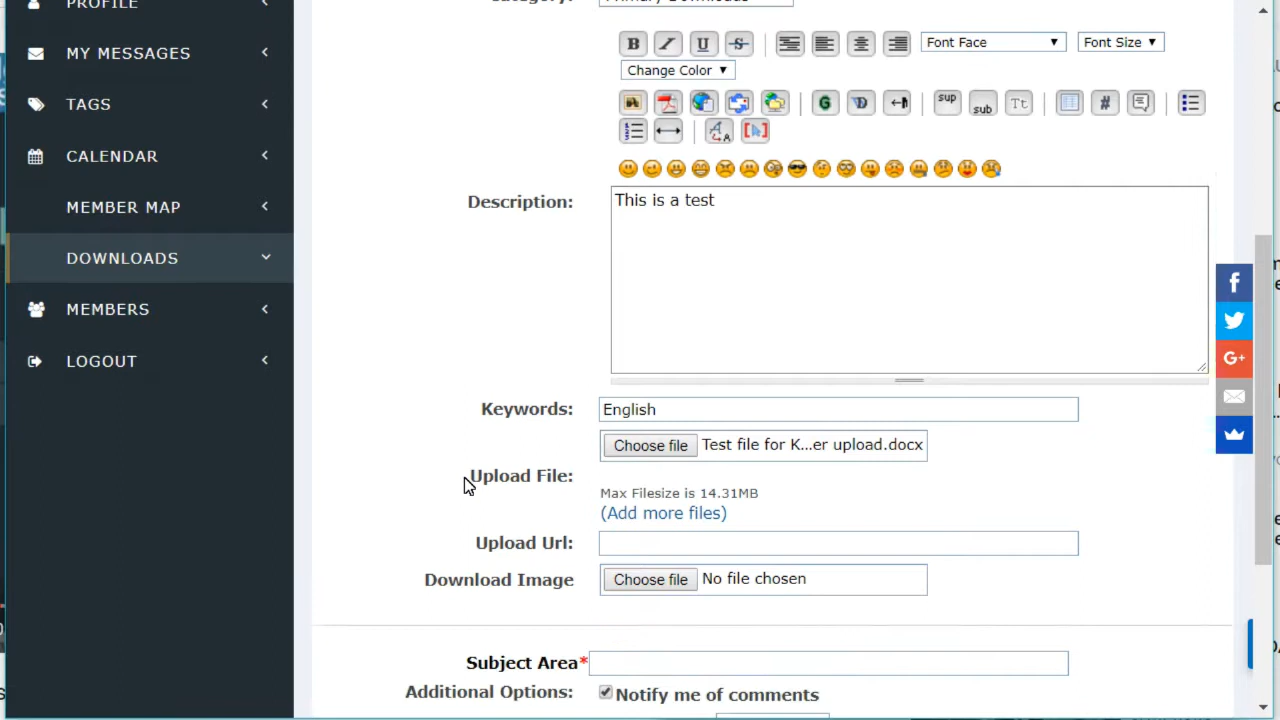 PROFILE
MY MESSAGES
TAGS
CALENDAR
MEMBER MAP
DOWNLOADS
MEMBERS
LOGOUT
B I U S Font Face Font Size
Change Color
sup sub Tt #
Description: This is a test
Keywords: English
Choose file Test file for K...er upload.docx
Upload File:
Max Filesize is 14.31MB
(Add more files)
Upload Url:
Download Image Choose file No file chosen
Subject Area*
Additional Options: Notify me of comments